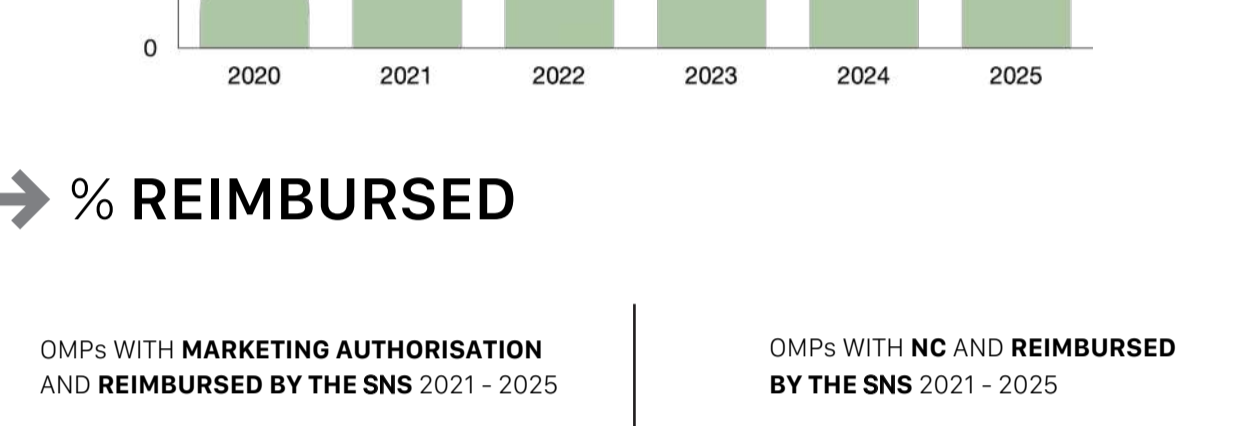 0
2020 2021 2022 2023 2024 2025
% REIMBURSED
OMPs WITH MARKETING AUTHORISATION
AND REIMBURSED BY THE SNS 2021 - 2025
OMPs WITH NC AND REIMBURSED
BY THE SNS 2021 - 2025